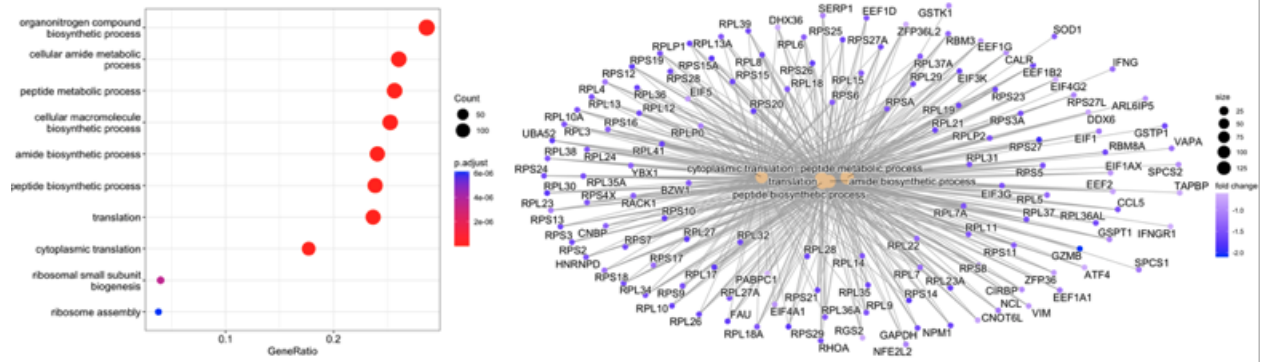 organonitrogen compound
biosynthetic process
cellular amide metabolic
process
peptide metabolic process
cellular macromolecule
biosynthetic process
amide biosynthetic process
peptide biosynthetic process
translation
cytoplasmic translation
ribosomal small subunit
biogenesis
ribosome assembly
0.1
0.2
GeneRatio
Count
50
100
p.adjust
6e-06
4e-06
2e-06
SERP1
EEF1D
GSTK1
RPL39
DHX36
RPS25
ZFP36L2
SOD1
RPLP1
RPL13A
RPL6
RPS27A
RBM3
EEF1G
RPS19
RPS15A
RPL8
RPS26
RPL37A
CALR
IFNG
RPS12
RPS28
RPS15
RPL15
EEF1B2
RPL4
RPL36
EIF5
RPL18
RPL29
EIF3K
EIF4G2
RPL13
RPL12
RPS20
RPS6
RPSA
RPL19
RPS23
RPS27L
ARL6IP5
RPL10A
RPS16
RPS3A
DDX6
UBA52
RPL3
RPLP0
RPL21
RPLP2
EIF1
GSTP1
RPL38
RPL24
RPL41
RPS27
RBM8A
VAPA
RPS24
YBX1
RPL31
RPS5
EIF1AX
SPCS2
cytoplasmic translation
peptide metabolic process
translation
amide biosynthetic process
peptide biosynthetic process
RPL30
RPL35A
BZW1
EIF3G
EEF2
TAPBP
RPL23
RPS4X
RACK1
RPL5
CCL5
RPS13
RPS10
RPL7A
RPL37
RPL36AL
RPS3
CNBP
RPL11
GSPT1
IFNGR1
RPS2
RPS7
RPL27
RPL32
RPL28
RPL22
RPS11
GZMB
HNRNPD
RPS17
RPL14
RPS8
SPCS1
RPS18
RPL17
PABPC1
RPL7
RPL23A
ZFP36
ATF4
RPL34
RPS9
RPL27A
RPS21
RPL35
RPS14
CIRBP
EEF1A1
RPL10
FAU
EIF4A1
RPL36A
RPL9
NCL
VIM
RPL26
RPL18A
RPS29
RGS2
GAPDH
NPM1
CNOT6L
RHOA
NFE2L2
size
25
50
75
100
125
fold change
-1.0
-1.5
-2.0